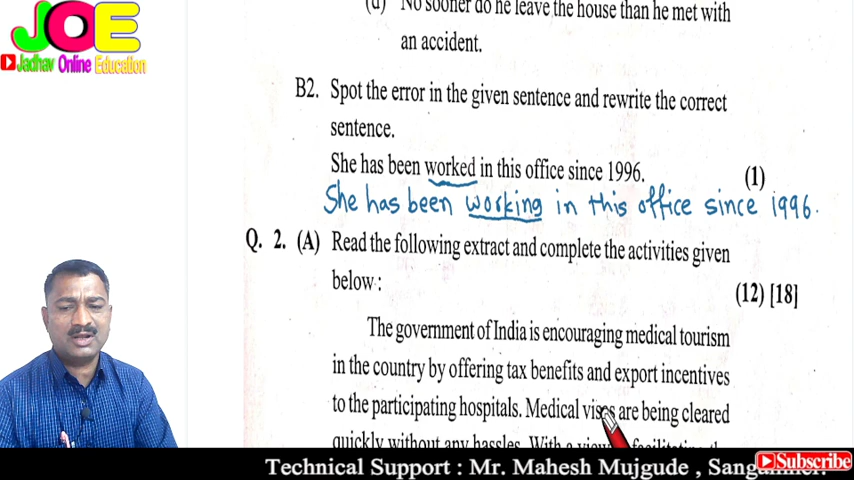 JOE
Jadhav Online Education
(d) No sooner do he leave the house than he met with
an accident.
B2. Spot the error in the given sentence and rewrite the correct
sentence.
She has been worked in this office since 1996. (1)
She has been working in this office since 1996.
Q. 2. (A) Read the following extract and complete the activities given
below: (12) [18]
The government of India is encouraging medical tourism
in the country by offering tax benefits and export incentives
to the participating hospitals. Medical visas are being cleared
quickly without any hassles. With a view
Technical Support : Mr. Mahesh Mujgude ,
Subscribe